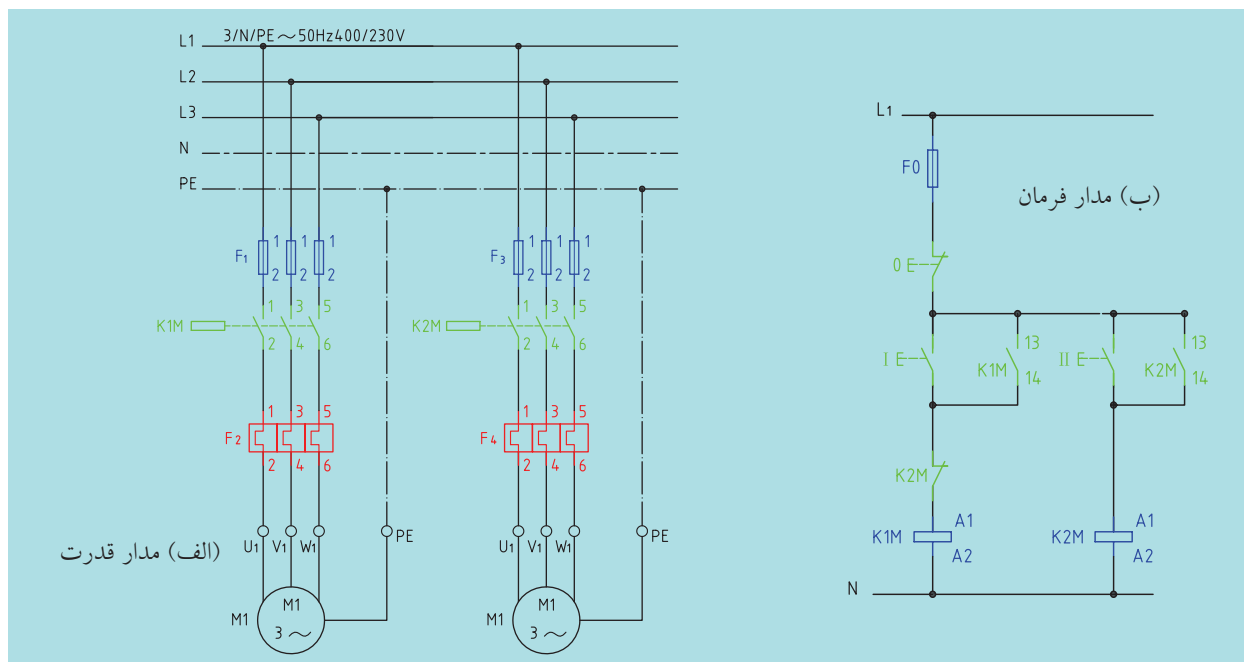 L1 3/N/PE∼50Hz400/230V
L2
L3
N
PE
F1 1 1 1
2 2 2
F3 1 1 1
2 2 2
K1M 1 3 5
2 4 6
K2M 1 3 5
2 4 6
F2 1 3 5
2 4 6
F4 1 3 5
2 4 6
U1 V1 W1 PE
U1 V1 W1 PE
M1 M1
3∼
M1 M1
3∼
(الف) مدار قدرت
L1
F0
(ب) مدار فرمان
0 E
I E K1M 13
14
II E K2M 13
14
K2M
K1M A1
A2
K2M A1
A2
N